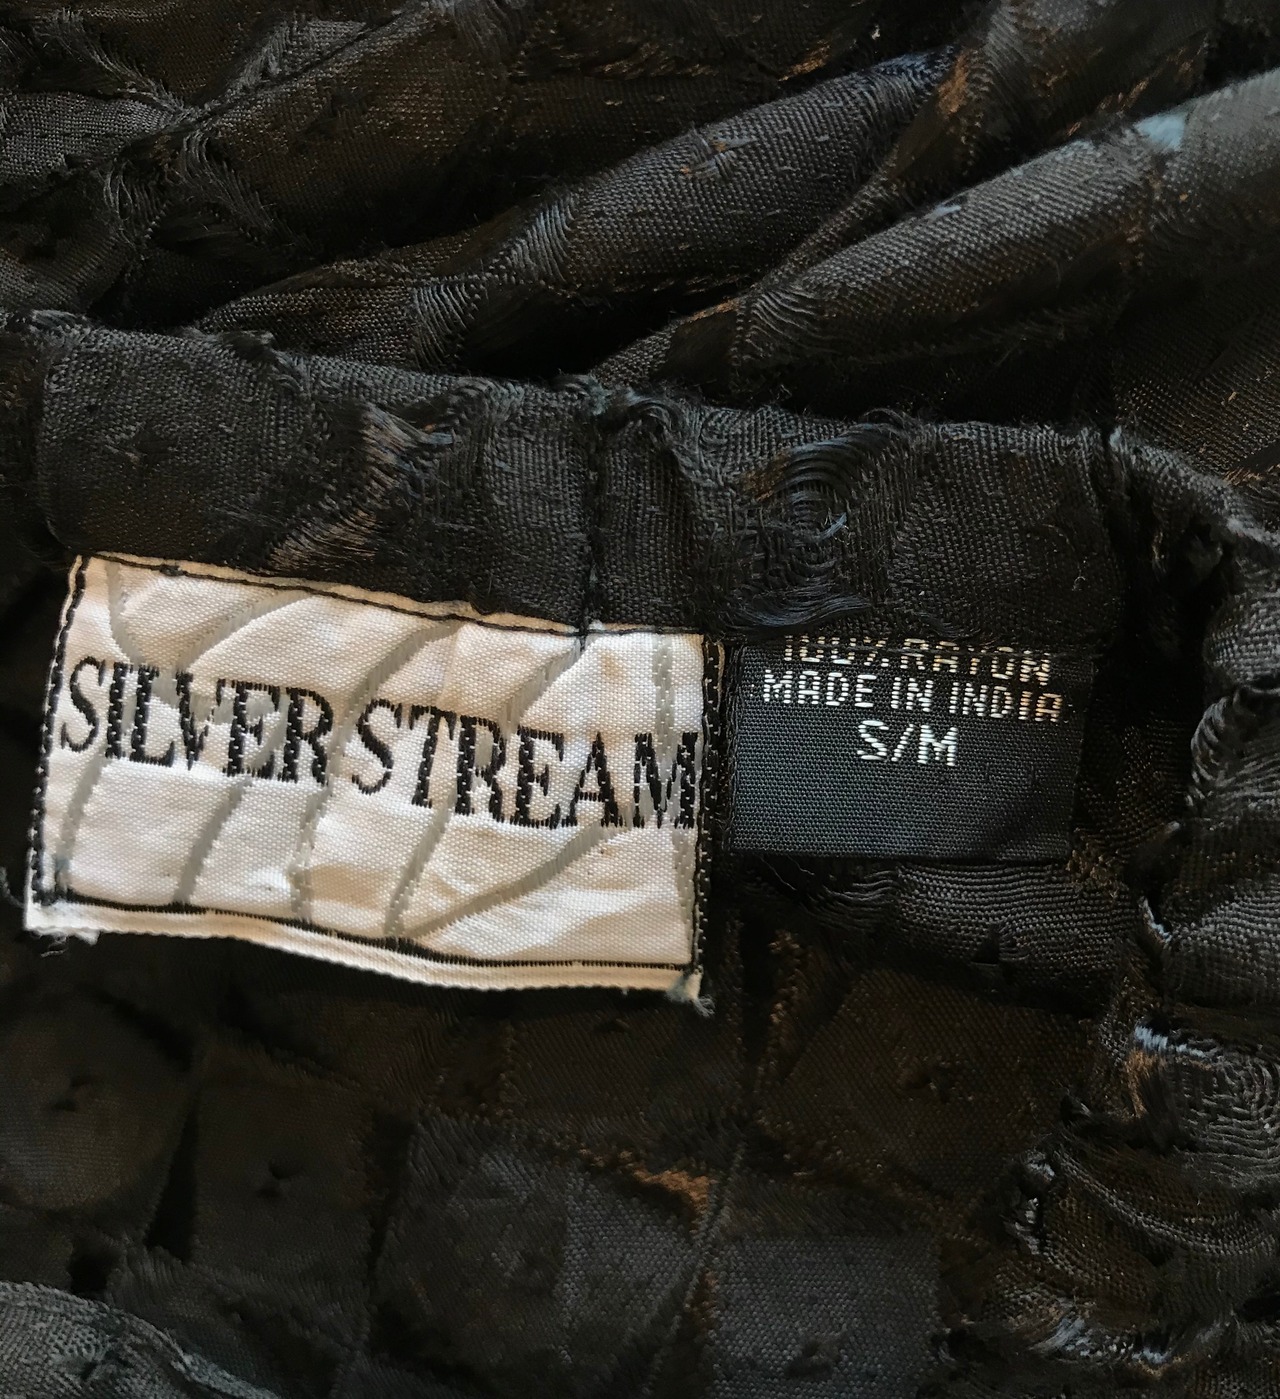 SILVER STREAM
100% RAYON
MADE IN INDIA
S/M